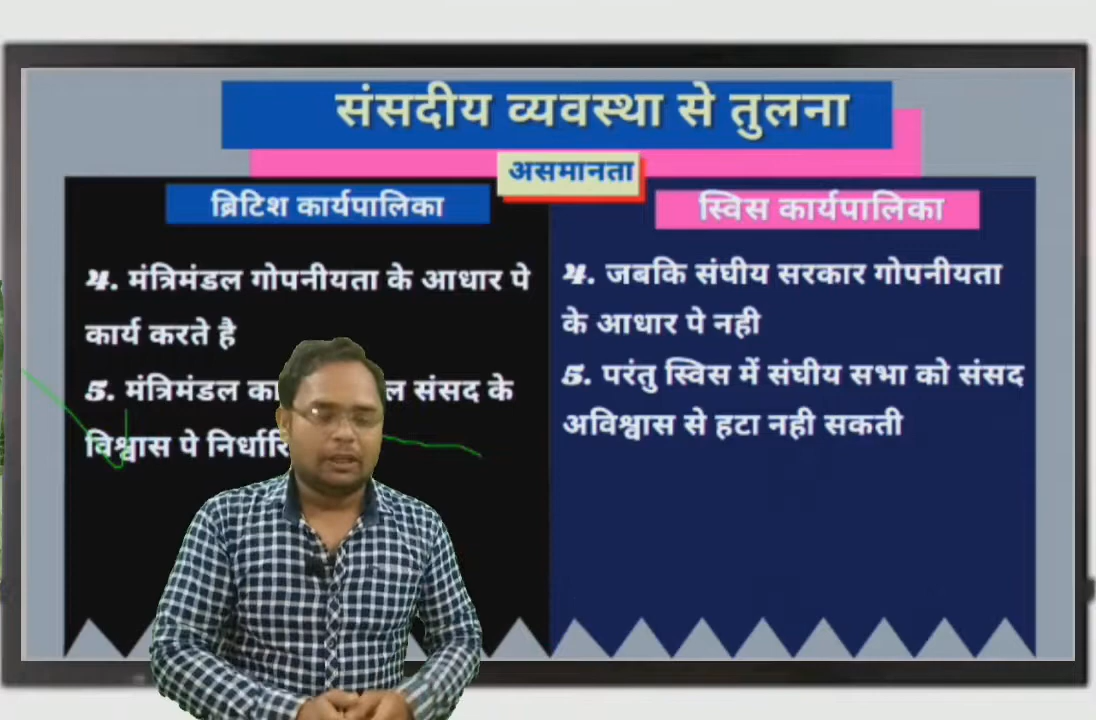 संसदीय व्यवस्था से तुलना
असमानता
ब्रिटिश कार्यपालिका
4. मंत्रिमंडल गोपनीयता के आधार पे
कार्य करते है
5. मंत्रिमंडल संसद के
विश्वास पे
स्विस कार्यपालिका
4. जबकि संघीय सरकार गोपनीयता
के आधार पे नही
5. परंतु स्विस में संघीय सभा को संसद
अविश्वास से हटा नही सकती